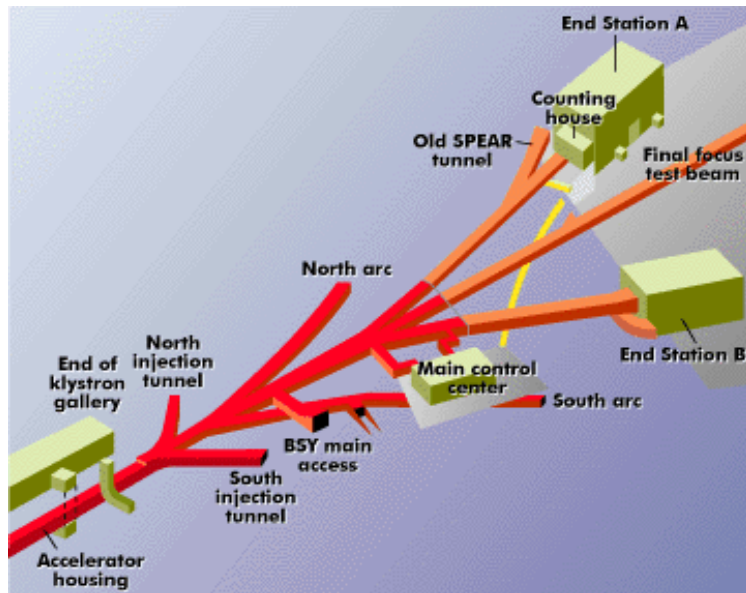 End Station A
Counting
house
Old SPEAR
tunnel
Final focus
test beam
North arc
North
injection
tunnel
End of
klystron
gallery
Main control
center
End Station B
South arc
BSY main
access
South
injection
tunnel
Accelerator
housing